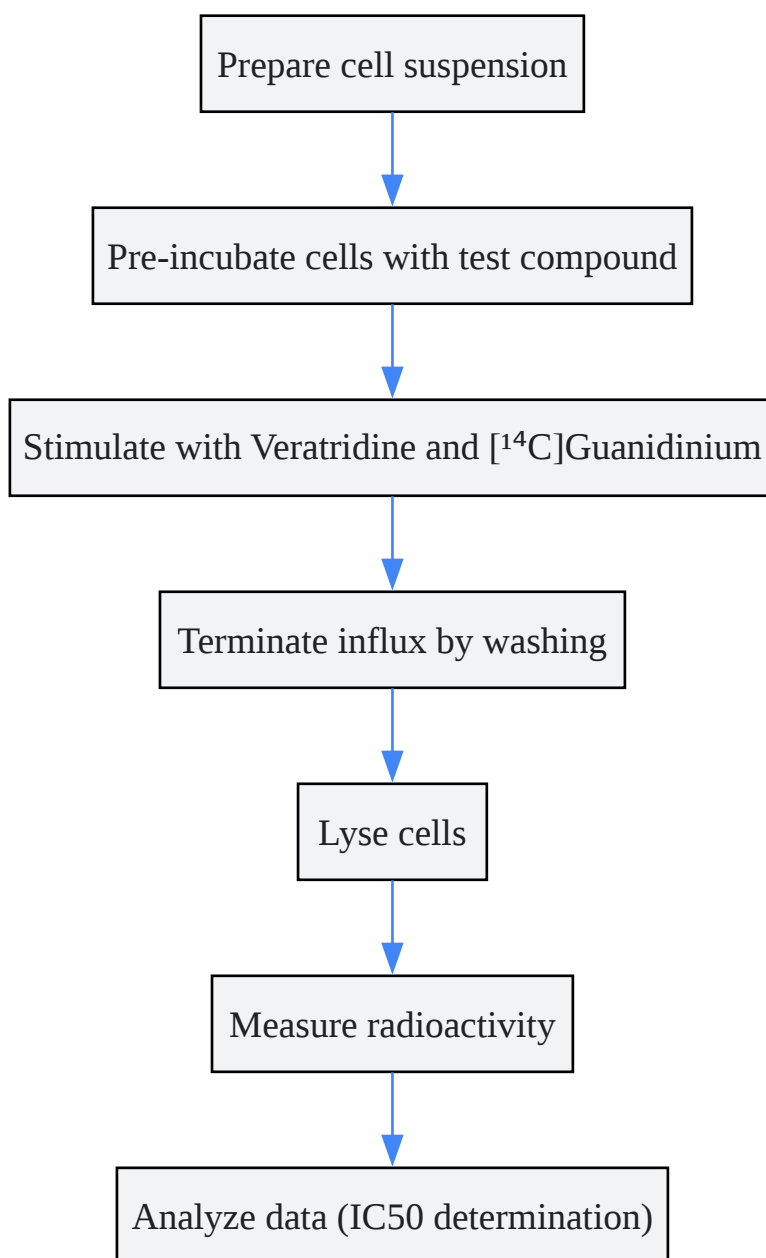 Prepare cell suspension
Pre-incubate cells with test compound
Stimulate with Veratridine and [¹⁴C]Guanidinium
Terminate influx by washing
Lyse cells
Measure radioactivity
Analyze data (IC50 determination)